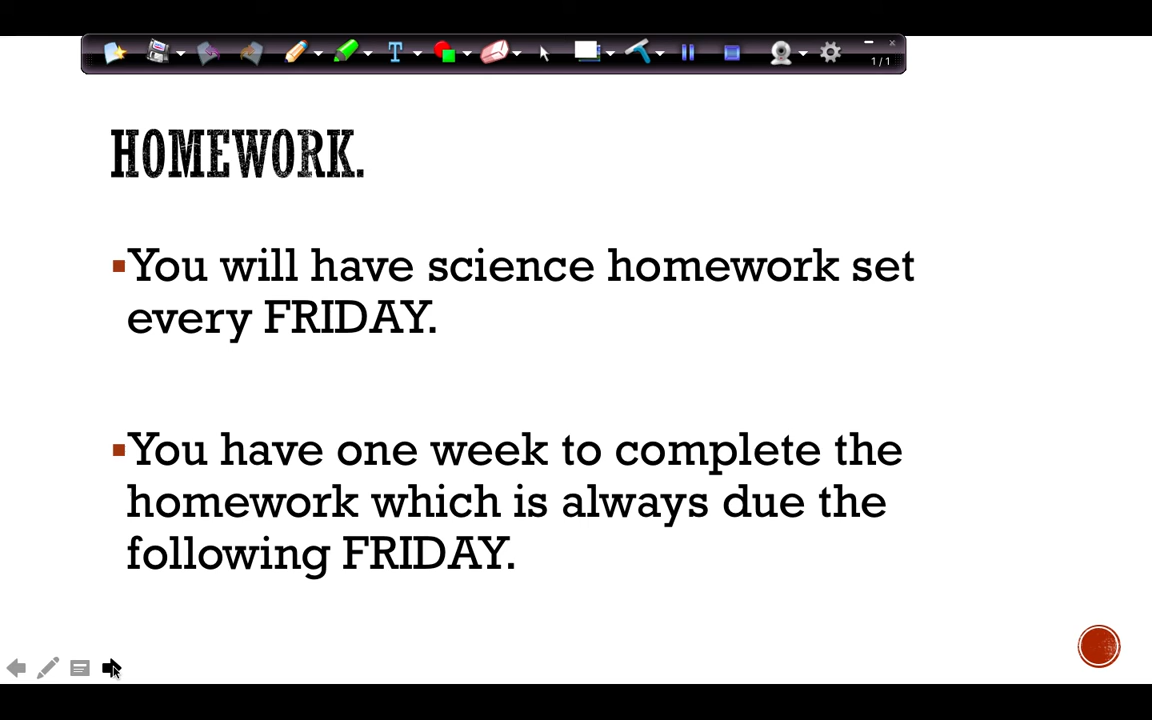 T
1/1
HOMEWORK.
You will have science homework set
every FRIDAY.
You have one week to complete the
homework which is always due the
following FRIDAY.